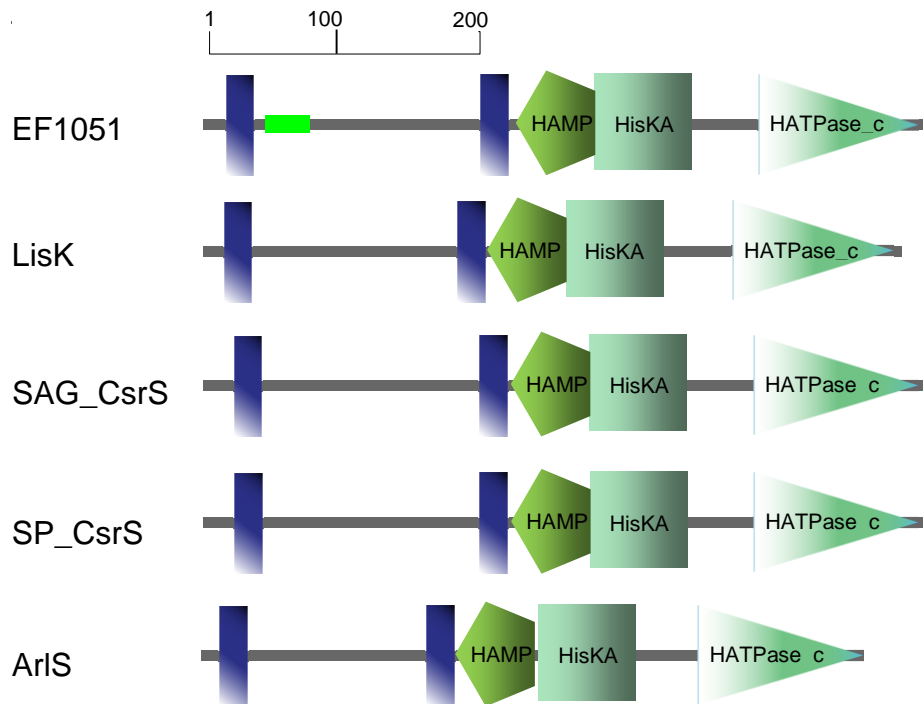 1 100 200
EF1051 HAMP HisKA HATPase_c
LisK HAMP HisKA HATPase_c
SAG_CsrS HAMP HisKA HATPase_c
SP_CsrS HAMP HisKA HATPase_c
ArlS HAMP HisKA HATPase_c